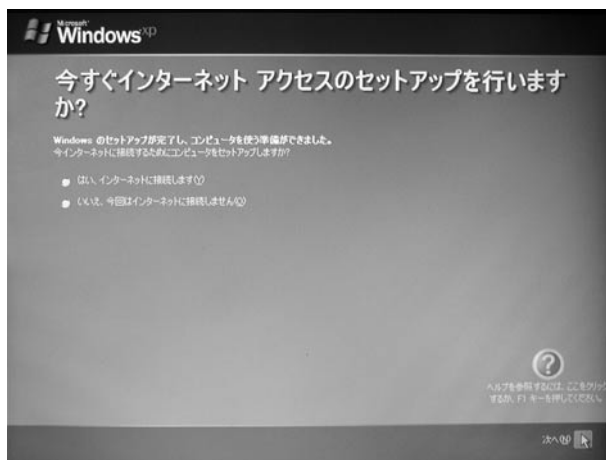 Microsoft
Windows xp
今すぐインターネット アクセスのセットアップを行います
か?
Windows のセットアップが完了し、コンピュータを使う準備ができました。
今インターネットに接続するためにコンピュータをセットアップしますか?
はい、インターネットに接続します(Y)
いいえ、今回はインターネットに接続しません(O)
?
ヘルプを参照するには、ここをクリック
するか、F1 キーを押してください。
次へ(N)